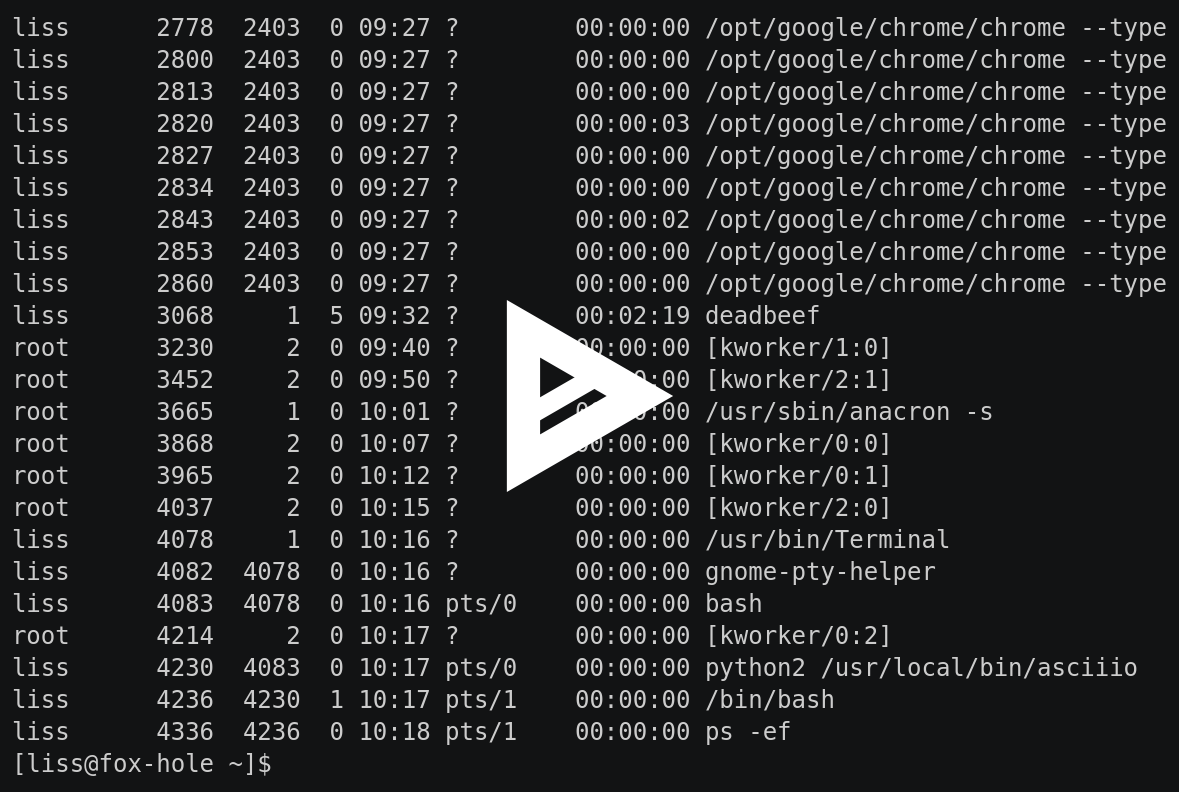 liss      2778  2403  0 09:27 ?        00:00:00 /opt/google/chrome/chrome --type
liss      2800  2403  0 09:27 ?        00:00:00 /opt/google/chrome/chrome --type
liss      2813  2403  0 09:27 ?        00:00:00 /opt/google/chrome/chrome --type
liss      2820  2403  0 09:27 ?        00:00:03 /opt/google/chrome/chrome --type
liss      2827  2403  0 09:27 ?        00:00:00 /opt/google/chrome/chrome --type
liss      2834  2403  0 09:27 ?        00:00:00 /opt/google/chrome/chrome --type
liss      2843  2403  0 09:27 ?        00:00:02 /opt/google/chrome/chrome --type
liss      2853  2403  0 09:27 ?        00:00:00 /opt/google/chrome/chrome --type
liss      2860  2403  0 09:27 ?        00:00:00 /opt/google/chrome/chrome --type
liss      3068     1  5 09:32 ?        00:02:19 deadbeef
root      3230     2  0 09:40 ?        00:00:00 [kworker/1:0]
root      3452     2  0 09:50 ?        :00 [kworker/2:1]
root      3665     1  0 10:01 ?        :00 /usr/sbin/anacron -s
root      3868     2  0 10:07 ?        00:00:00 [kworker/0:0]
root      3965     2  0 10:12 ?        00:00:00 [kworker/0:1]
root      4037     2  0 10:15 ?        00:00:00 [kworker/2:0]
liss      4078     1  0 10:16 ?        00:00:00 /usr/bin/Terminal
liss      4082  4078  0 10:16 ?        00:00:00 gnome-pty-helper
liss      4083  4078  0 10:16 pts/0    00:00:00 bash
root      4214     2  0 10:17 ?        00:00:00 [kworker/0:2]
liss      4230  4083  0 10:17 pts/0    00:00:00 python2 /usr/local/bin/asciiio
liss      4236  4230  1 10:17 pts/1    00:00:00 /bin/bash
liss      4336  4236  0 10:18 pts/1    00:00:00 ps -ef
[liss@fox-hole ~]$